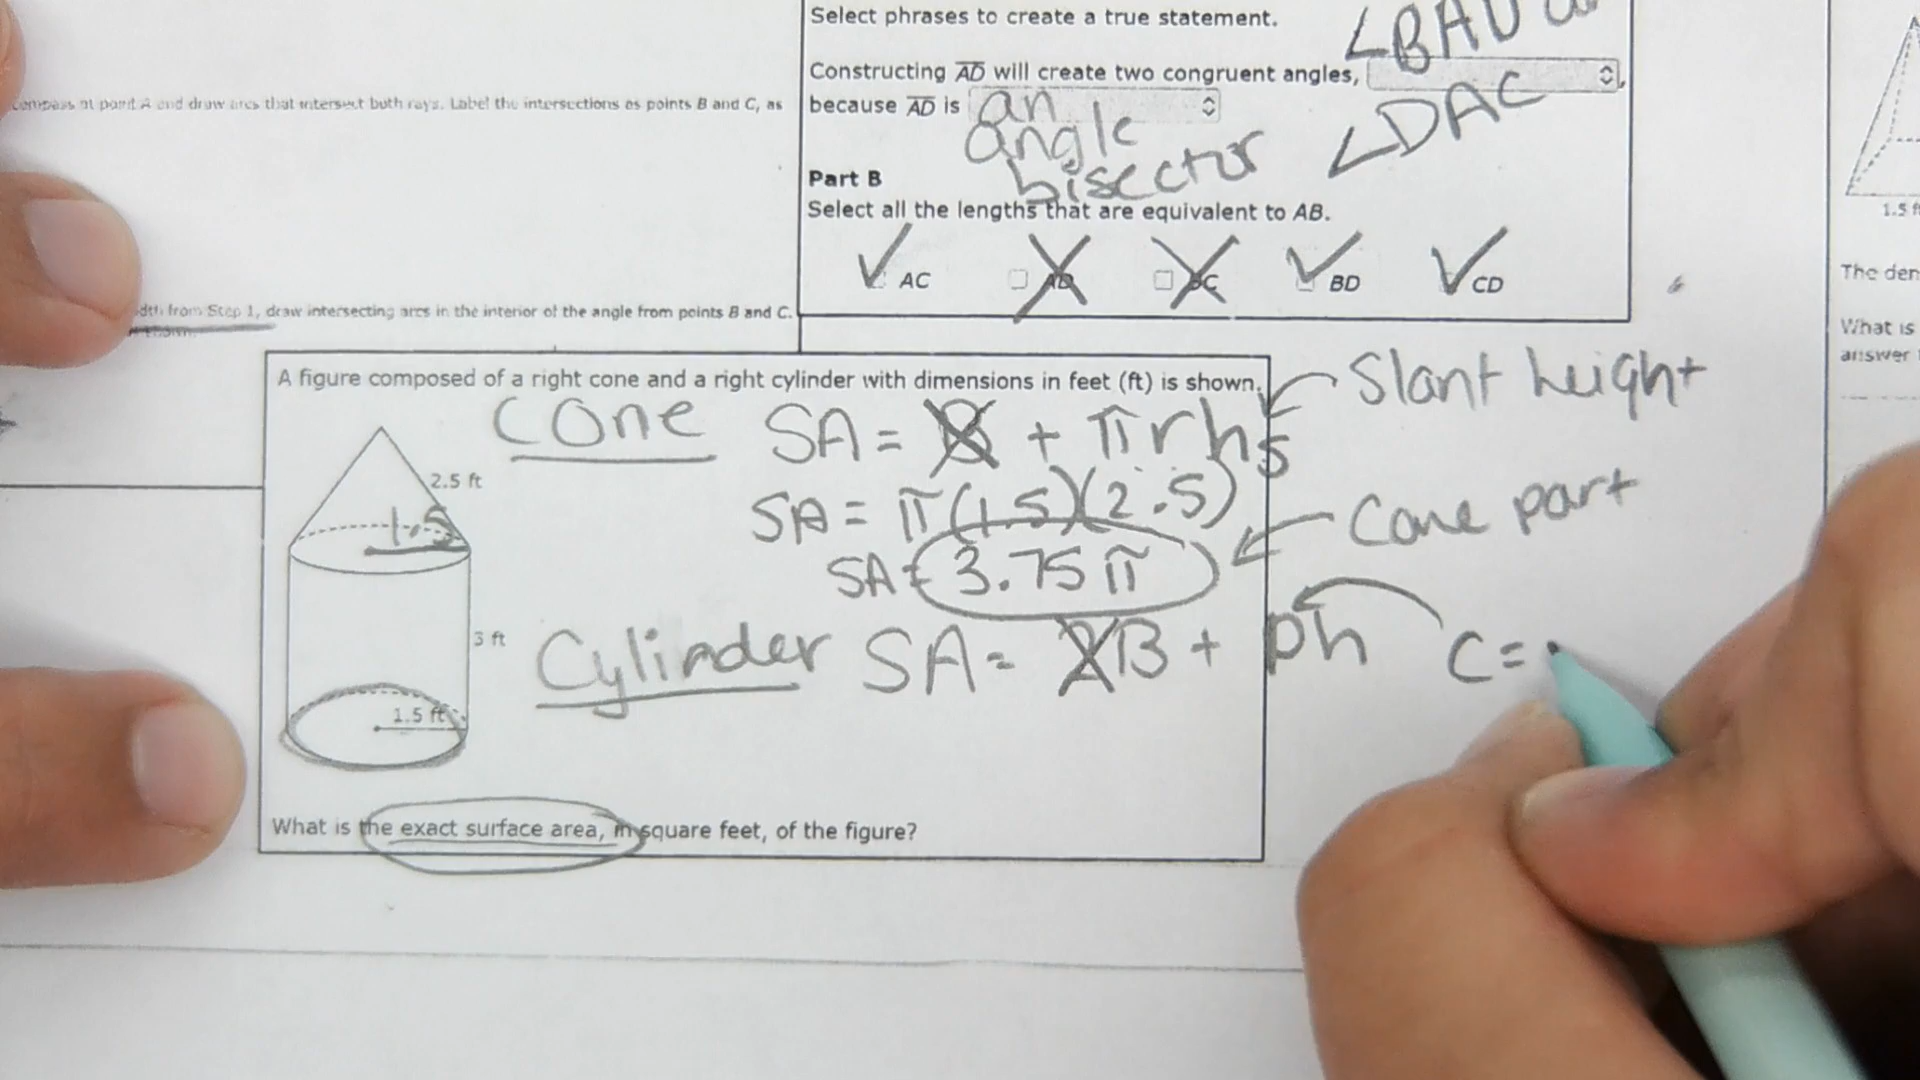 Select phrases to create a true statement.
∠BAD
Constructing AD will create two congruent angles,
∠DAC
compass at point A and draw arcs that intersect both rays. Label the intersections as points B and C, as
because AD is an
angle
bisector
Part B
Select all the lengths that are equivalent to AB.
AC AD BC BD CD
1.5 f
The den
What is
answer
dth from Step 1, draw intersecting arcs in the interior of the angle from points B and C.
A figure composed of a right cone and a right cylinder with dimensions in feet (ft) is shown.
Slant height
Cone SA = B + πrhs
2.5 ft
1.5
SA = π(1.5)(2.5)
Cone part
SA = 3.75π
3 ft
Cylinder SA = 2B + ph
C=
1.5 ft
What is the exact surface area, in square feet, of the figure?